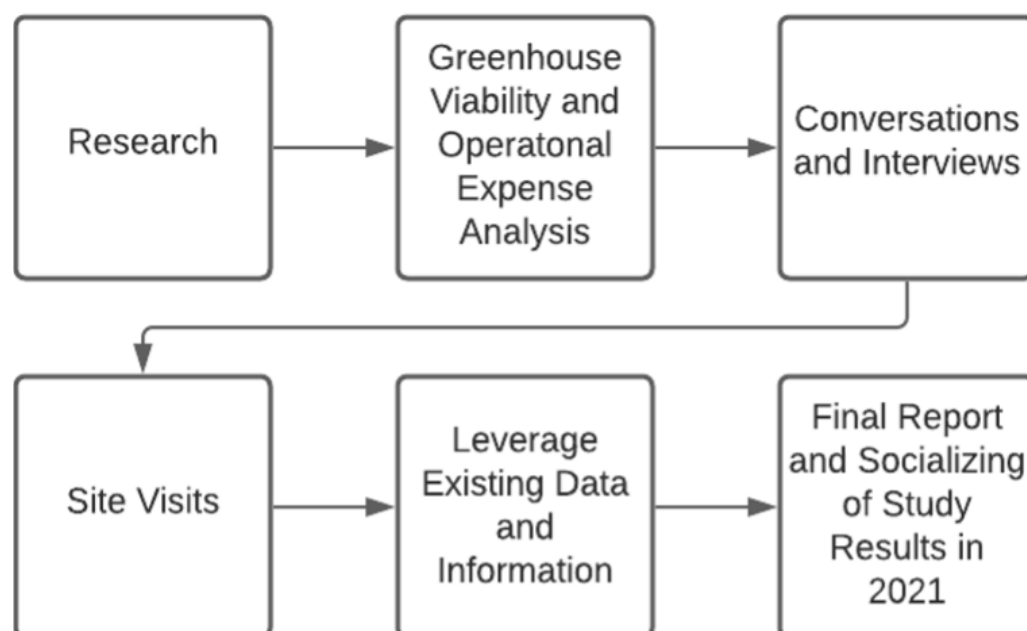 Research
Greenhouse
Viability and
Operatonal
Expense
Analysis
Conversations
and Interviews
Site Visits
Leverage
Existing Data
and
Information
Final Report
and Socializing
of Study
Results in
2021